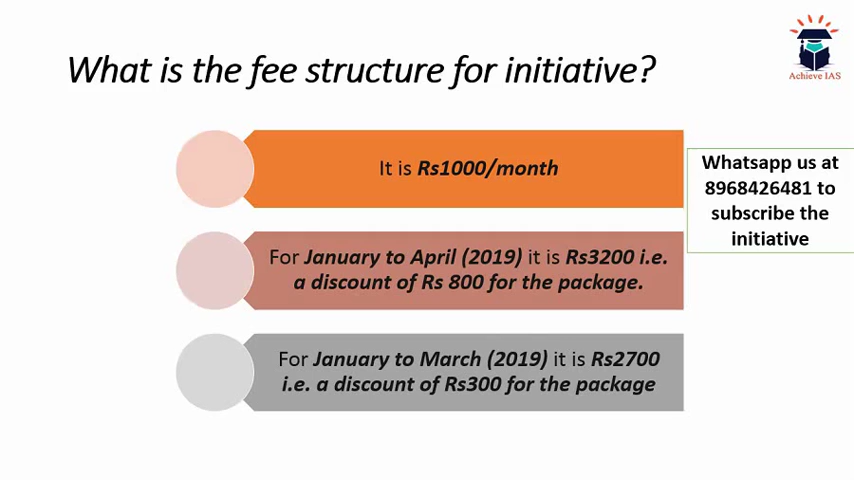 Achieve IAS
What is the fee structure for initiative?
It is Rs1000/month
Whatsapp us at
8968426481 to
subscribe the
initiative
For January to April (2019) it is Rs3200 i.e.
a discount of Rs 800 for the package.
For January to March (2019) it is Rs2700
i.e. a discount of Rs300 for the package